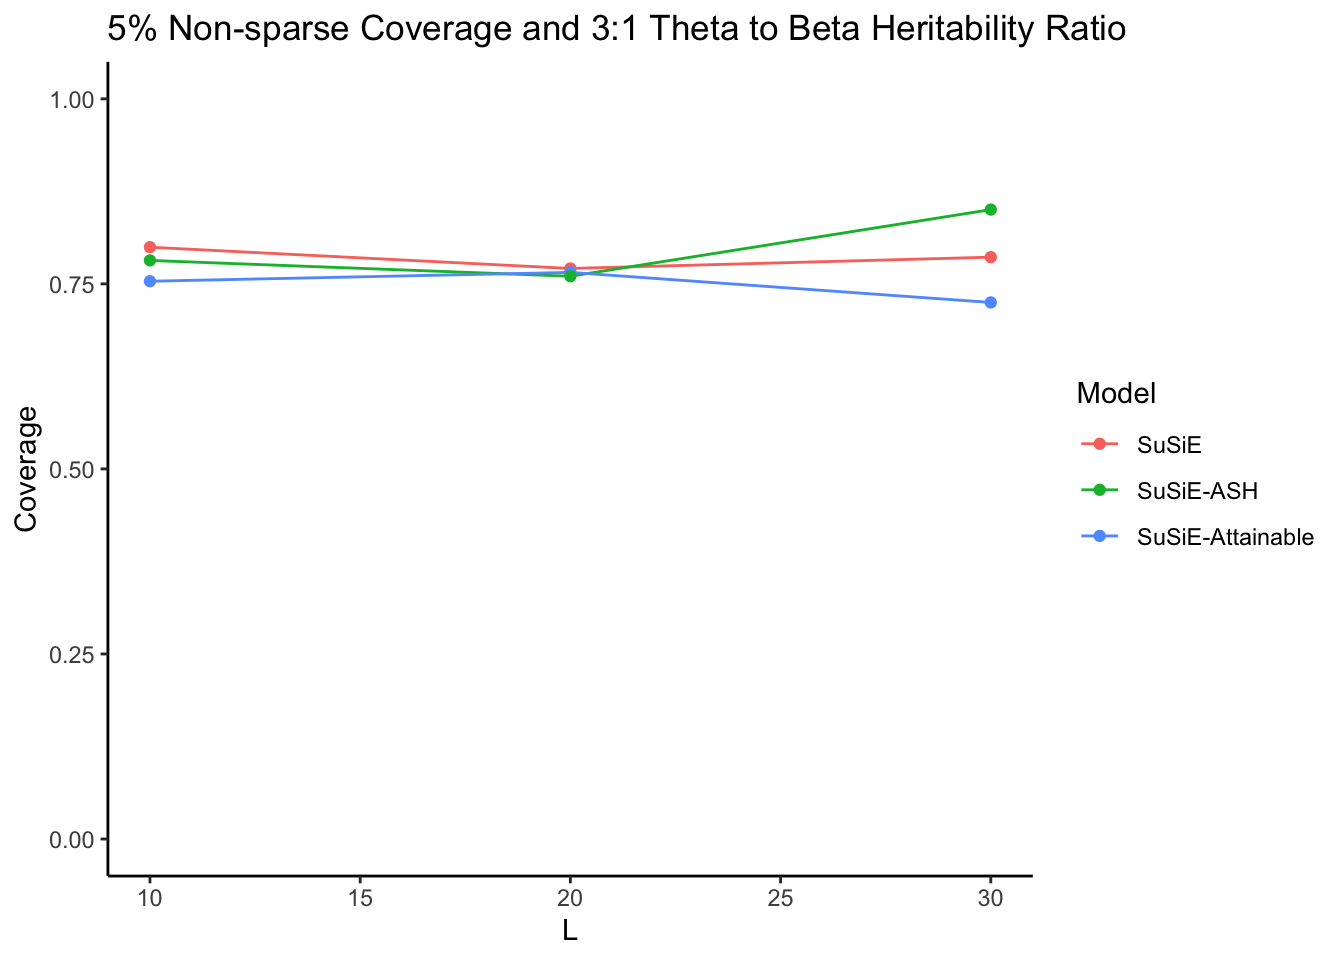 5% Non-sparse Coverage and 3:1 Theta to Beta Heritability Ratio
1.00
0.75
0.50
0.25
0.00
Coverage
10 15 20 25 30
L
Model
SuSiE
SuSiE-ASH
SuSiE-Attainable